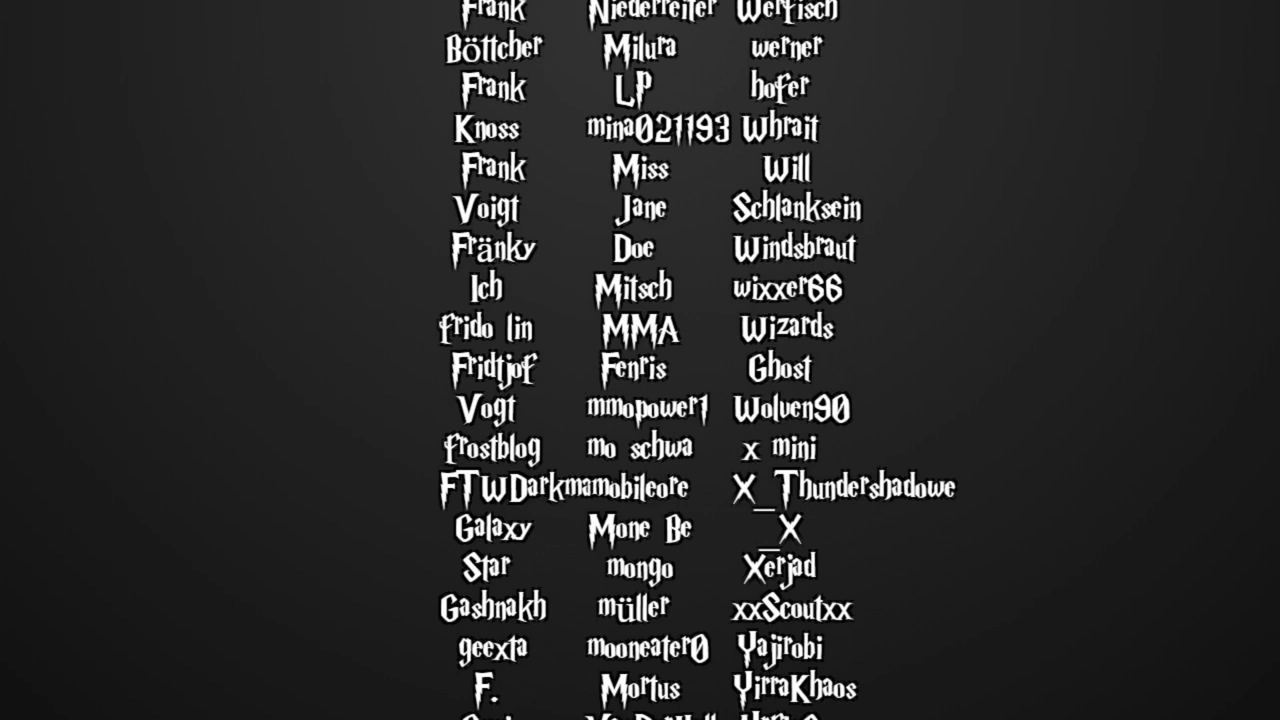 Frank Niederreiter Werfisch
Böttcher Milura werner
Frank LP hofer
Knoss mina021193 Whrait
Frank Miss Will
Voigt Jane Schlanksein
Fränky Doe Windsbraut
Ich Mitsch wixxer66
frido lin MMA Wizards
Fridtjof Fenris Ghost
Vogt mmopower1 Wolven90
frostblog mo schwa x mini
FTWDarkmamobileore X_Thundershadowe
Galaxy Mone Be _X
Star mongo Xerjad
Gashnakh müller xxScoutxx
geexta mooneater0 Yajirobi
F. Mortus YirraKhaos